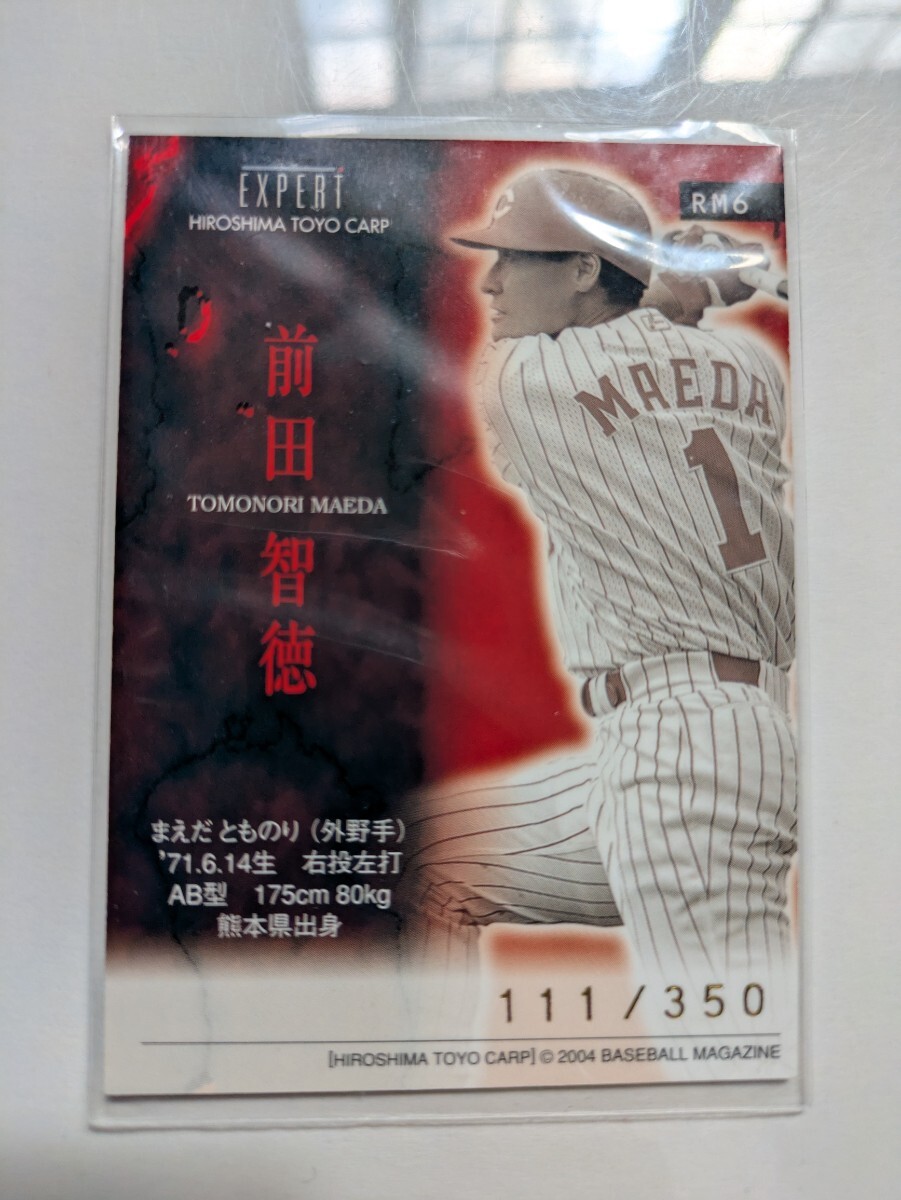 EXPERT
HIROSHIMA TOYO CARP
RM6
MAEDA
1
前田
TOMONORI MAEDA
智徳
まえだ とものり（外野手）
'71.6.14生 右投左打
AB型 175cm 80kg
熊本県出身
111/350
[HIROSHIMA TOYO CARP] © 2004 BASEBALL MAGAZINE